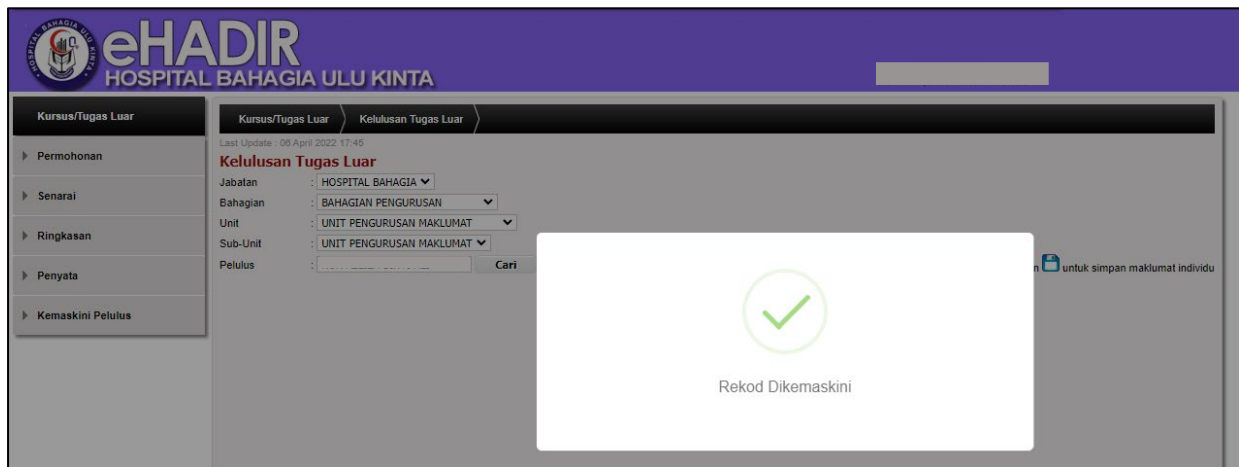 eHADIR
HOSPITAL BAHAGIA ULU KINTA
Kursus/Tugas Luar
Permohonan
Senarai
Ringkasan
Penyata
Kemaskini Pelulus
Kursus/Tugas Luar Kelulusan Tugas Luar
Last Update : 06 April 2022 17:45
Kelulusan Tugas Luar
Jabatan : HOSPITAL BAHAGIA
Bahagian : BAHAGIAN PENGURUSAN
Unit : UNIT PENGURUSAN MAKLUMAT
Sub-Unit : UNIT PENGURUSAN MAKLUMAT
Pelulus : Cari
untuk simpan maklumat individu
Rekod Dikemaskini